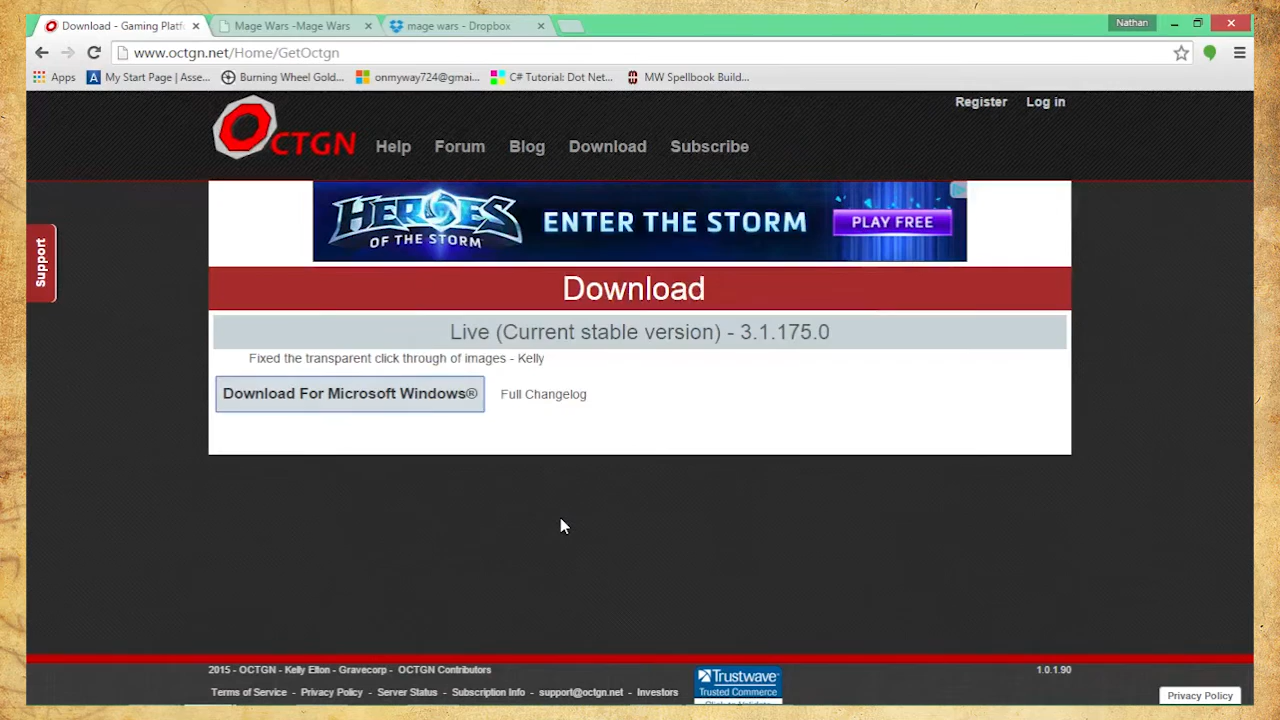 Download - Gaming Platf
Mage Wars -Mage Wars
mage wars - Dropbox
Nathan
www.octgn.net/Home/GetOctgn
Apps
My Start Page | Asse...
Burning Wheel Gold...
onmyway724@gmai...
C# Tutorial: Dot Net...
MW Spellbook Build...
Register
Log in
OCTGN
Help
Forum
Blog
Download
Subscribe
HEROES
OF THE STORM
ENTER THE STORM
PLAY FREE
Support
Download
Live (Current stable version) - 3.1.175.0
Fixed the transparent click through of images - Kelly
Download For Microsoft Windows®
Full Changelog
2015 - OCTGN - Kelly Elton - Gravecorp - OCTGN Contributors
Trustwave
Trusted Commerce
1.0.1.90
Terms of Service - Privacy Policy - Server Status - Subscription Info - support@octgn.net - Investors
Privacy Policy